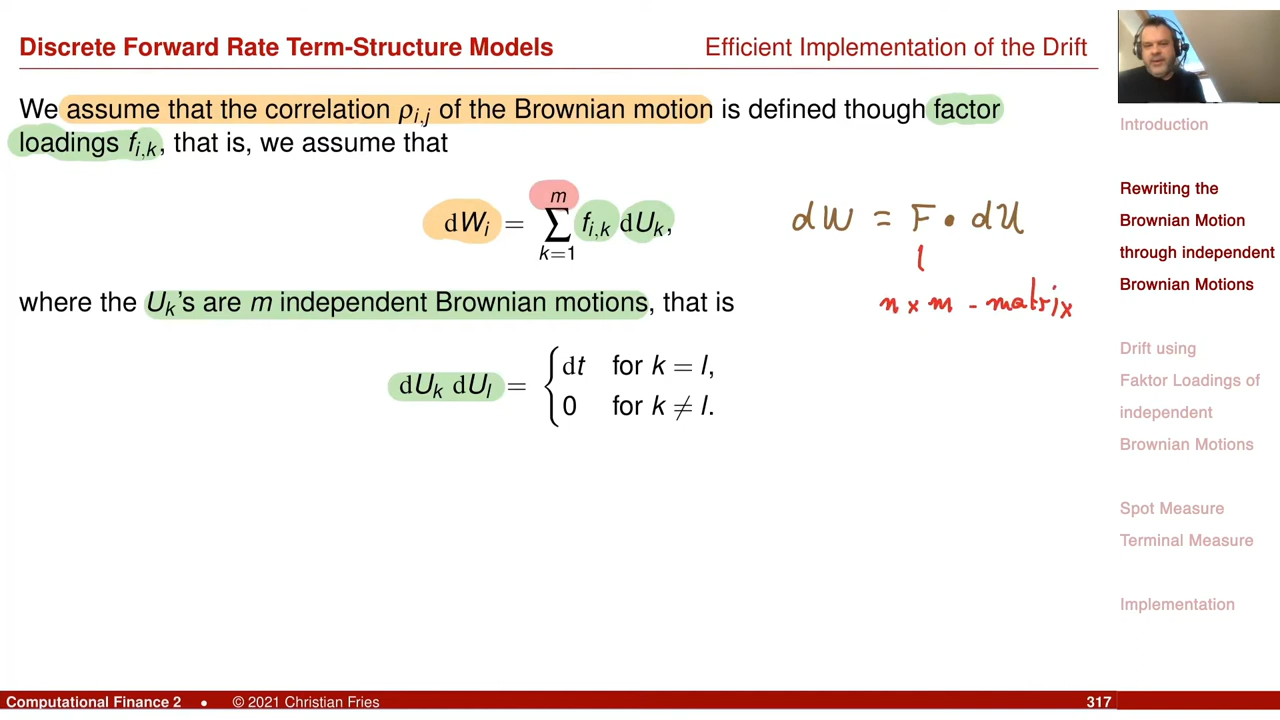 Discrete Forward Rate Term-Structure Models
Efficient Implementation of the Drift
We assume that the correlation ρi,j of the Brownian motion is defined though factor
loadings fi,k, that is, we assume that
dWi = ∑_{k=1}^{m} fi,k dUk,
dW = F • dU
n × m - matrix
where the Uk's are m independent Brownian motions, that is
dUk dUl = { dt for k = l,
0 for k ≠ l.
Introduction
Rewriting the
Brownian Motion
through independent
Brownian Motions
Drift using
Faktor Loadings of
independent
Brownian Motions
Spot Measure
Terminal Measure
Implementation
Computational Finance 2 • © 2021 Christian Fries 317